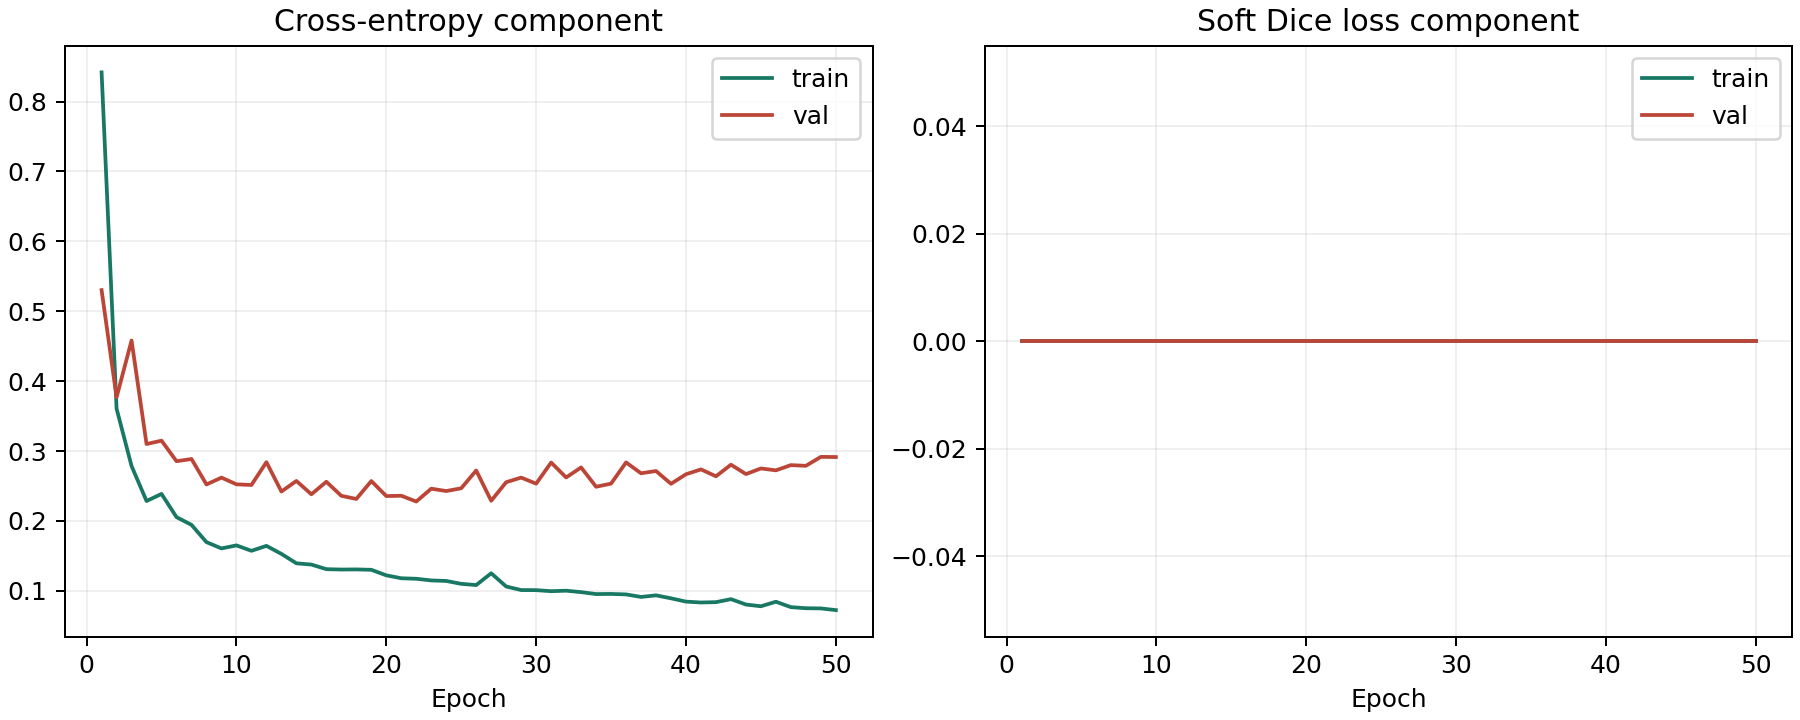 Cross-entropy component
train
val
0.8
0.7
0.6
0.5
0.4
0.3
0.2
0.1
0 10 20 30 40 50
Epoch
Soft Dice loss component
train
val
0.04
0.02
0.00
−0.02
−0.04
0 10 20 30 40 50
Epoch